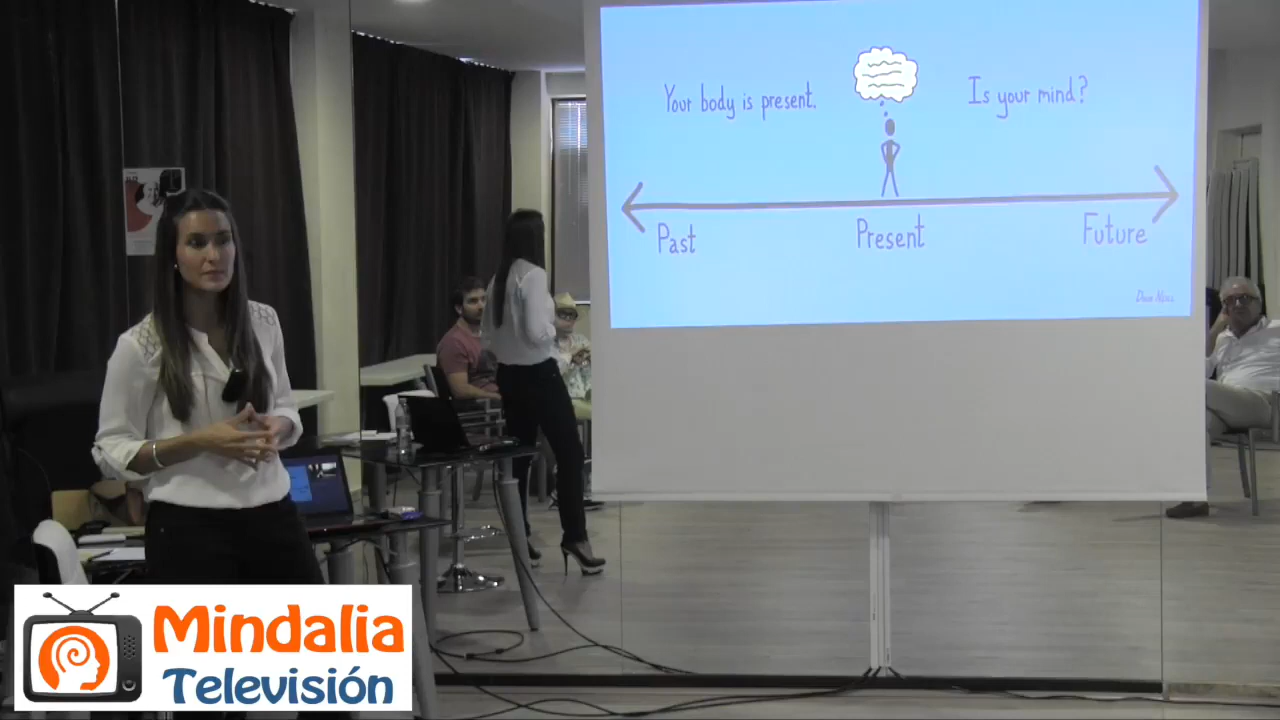 Your body is present.
Is your mind?
Past
Present
Future
Mindalia
Televisión